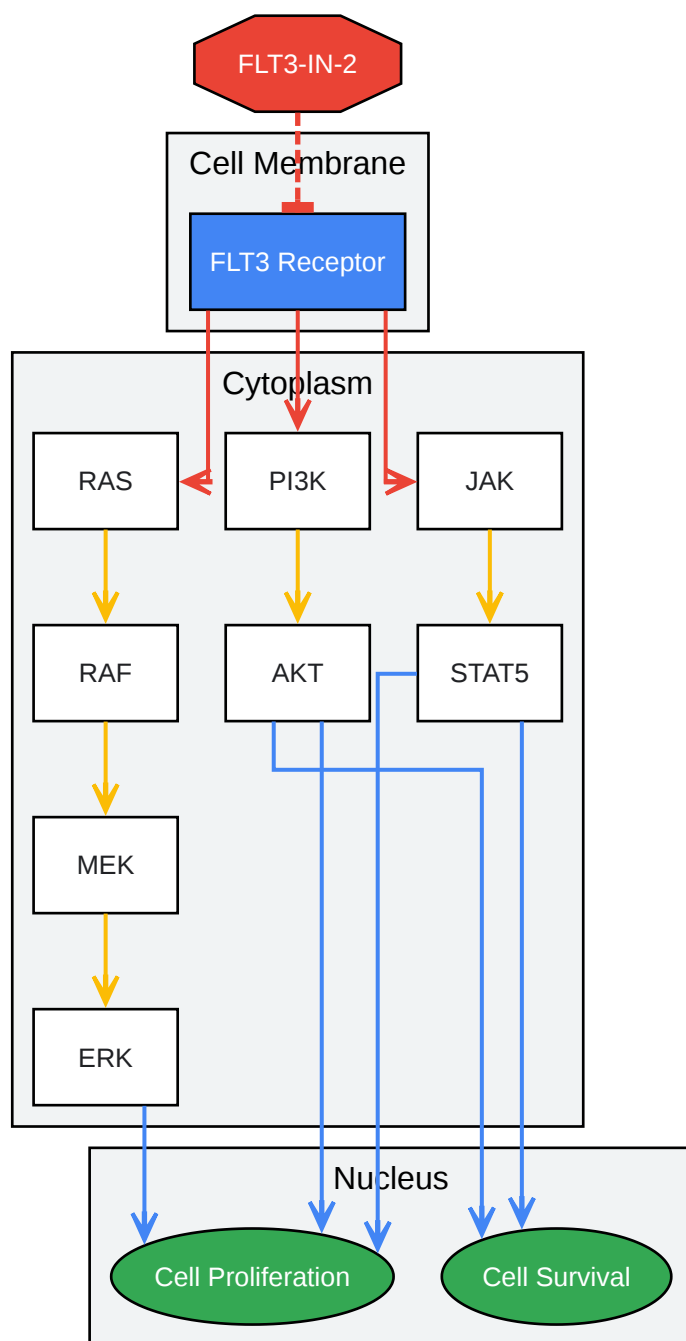 FLT3-IN-2
Cell Membrane
FLT3 Receptor
Cytoplasm
RAS
PI3K
JAK
RAF
AKT
STAT5
MEK
ERK
Nucleus
Cell Proliferation
Cell Survival